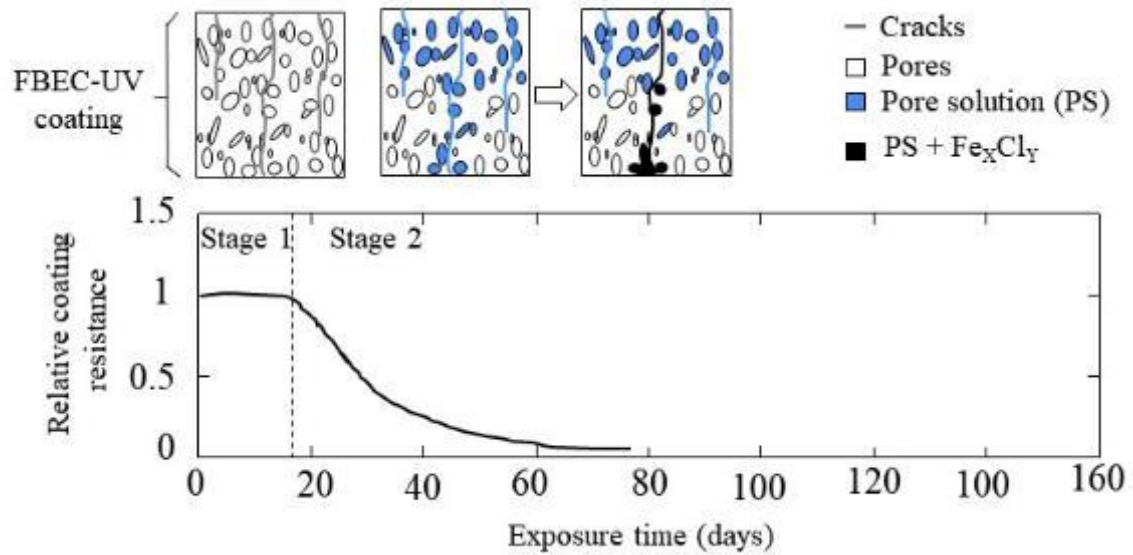 FBEC-UV
coating
Cracks
Pores
Pore solution (PS)
PS + FeXClY
Relative coating
resistance
1.5
1
0.5
0
Stage 1
Stage 2
0 20 40 60 80 100 120 100 160
Exposure time (days)